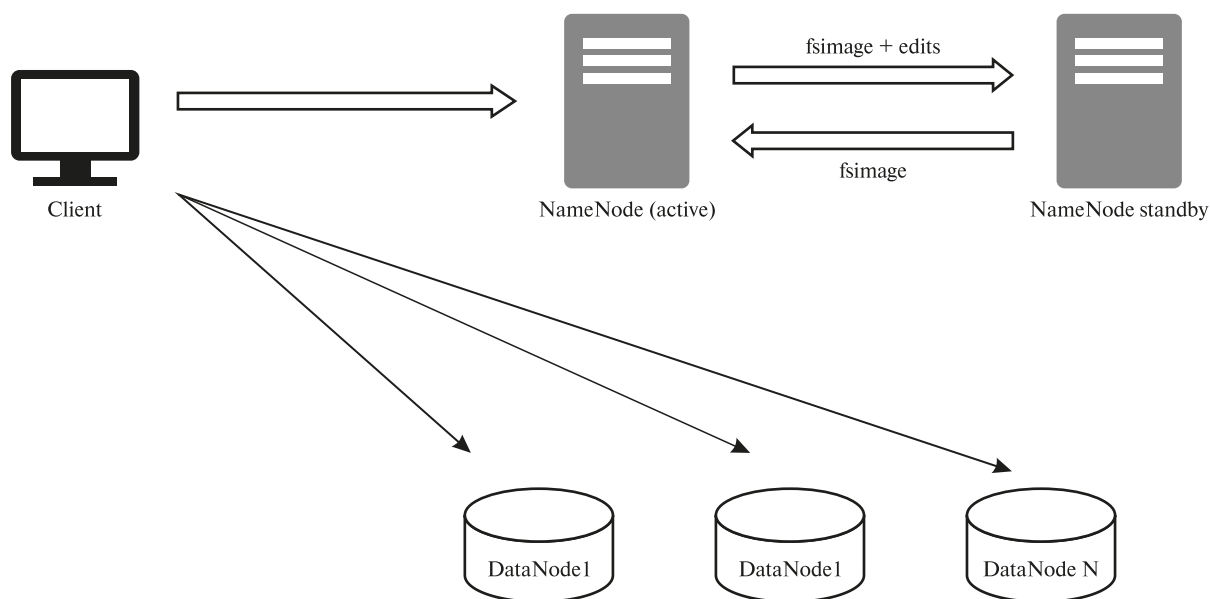 fsimage + edits
fsimage
Client
NameNode (active)
NameNode standby
DataNode1
DataNode1
DataNode N